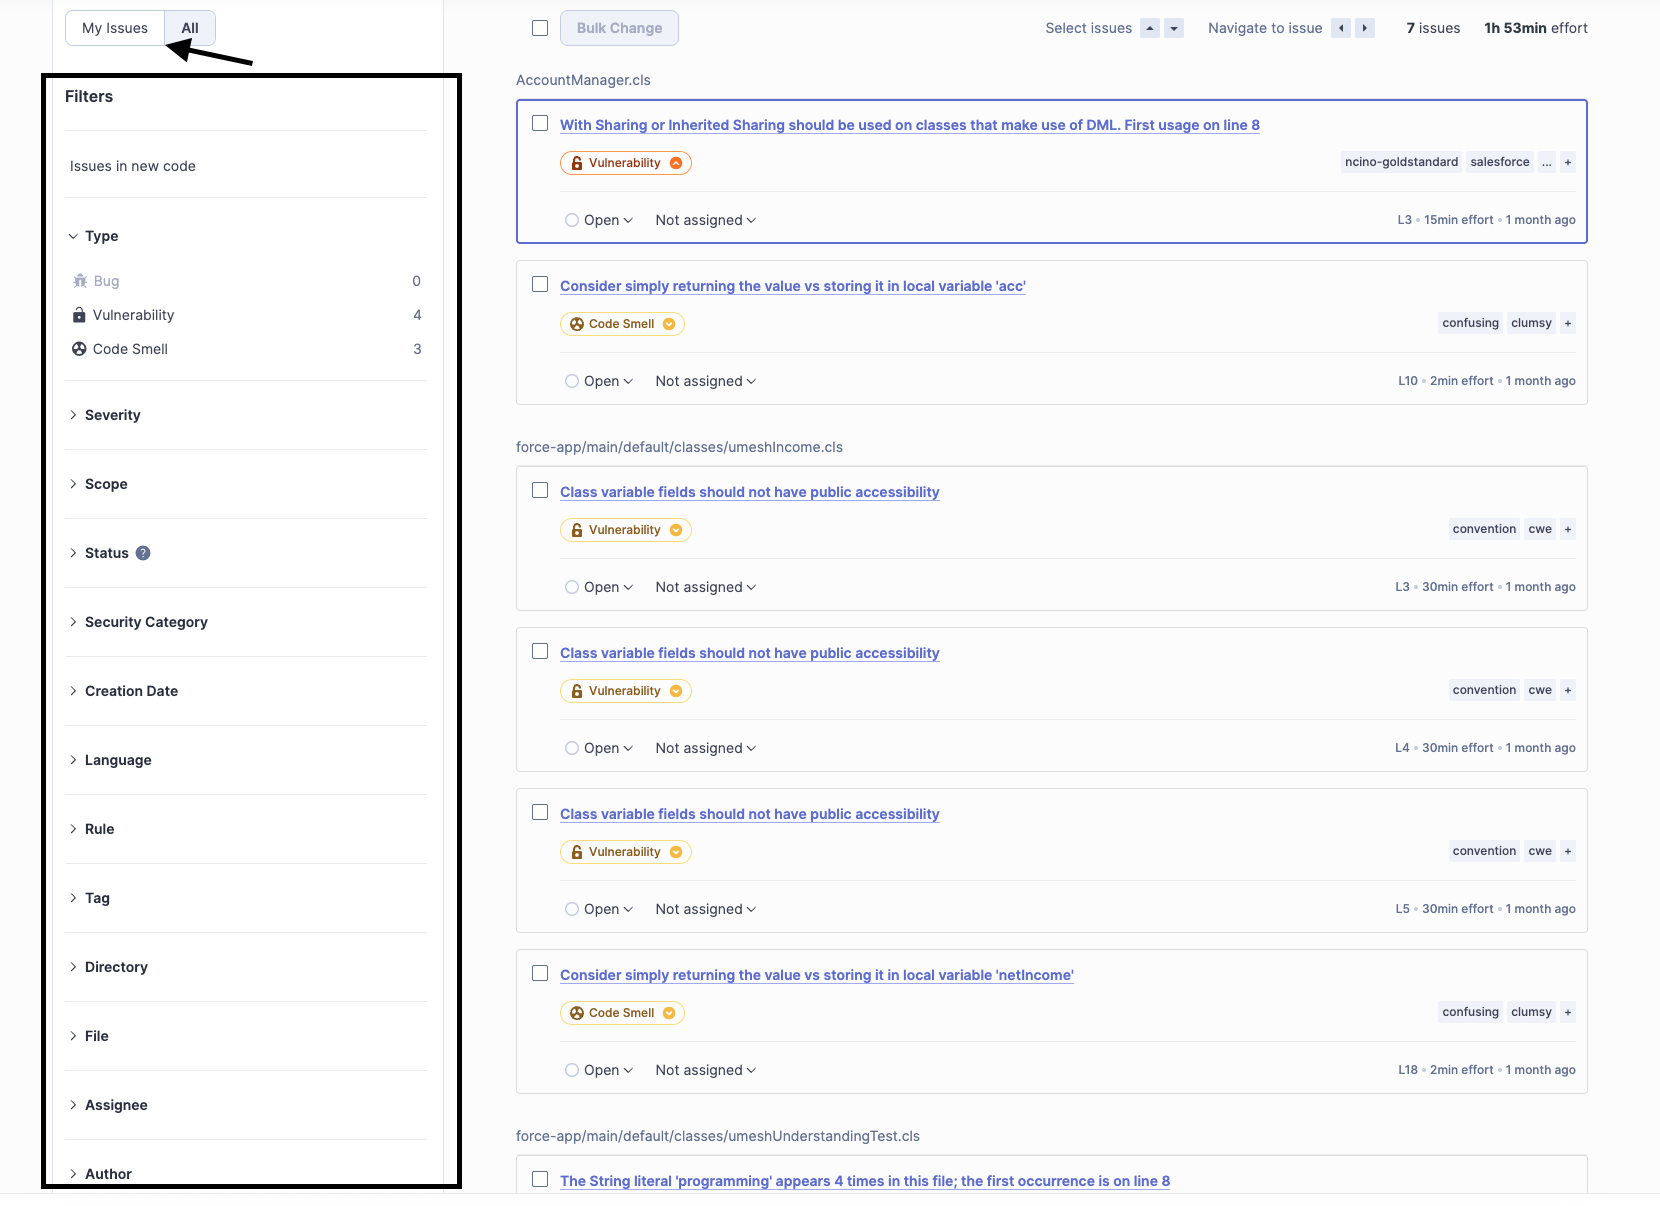 My Issues All
Filters
Issues in new code
Type
Bug 0
Vulnerability 4
Code Smell 3
Severity
Scope
Status ?
Security Category
Creation Date
Language
Rule
Tag
Directory
File
Assignee
Author
Bulk Change Select issues Navigate to issue 7 issues 1h 53min effort
AccountManager.cls
With Sharing or Inherited Sharing should be used on classes that make use of DML. First usage on line 8
Vulnerability ncino-goldstandard salesforce ... +
Open Not assigned L3 • 15min effort • 1 month ago
Consider simply returning the value vs storing it in local variable 'acc'
Code Smell confusing clumsy +
Open Not assigned L10 • 2min effort • 1 month ago
force-app/main/default/classes/umeshIncome.cls
Class variable fields should not have public accessibility
Vulnerability convention cwe +
Open Not assigned L3 • 30min effort • 1 month ago
Class variable fields should not have public accessibility
Vulnerability convention cwe +
Open Not assigned L4 • 30min effort • 1 month ago
Class variable fields should not have public accessibility
Vulnerability convention cwe +
Open Not assigned L5 • 30min effort • 1 month ago
Consider simply returning the value vs storing it in local variable 'netIncome'
Code Smell confusing clumsy +
Open Not assigned L18 • 2min effort • 1 month ago
force-app/main/default/classes/umeshUnderstandingTest.cls
The String literal 'programming' appears 4 times in this file; the first occurrence is on line 8